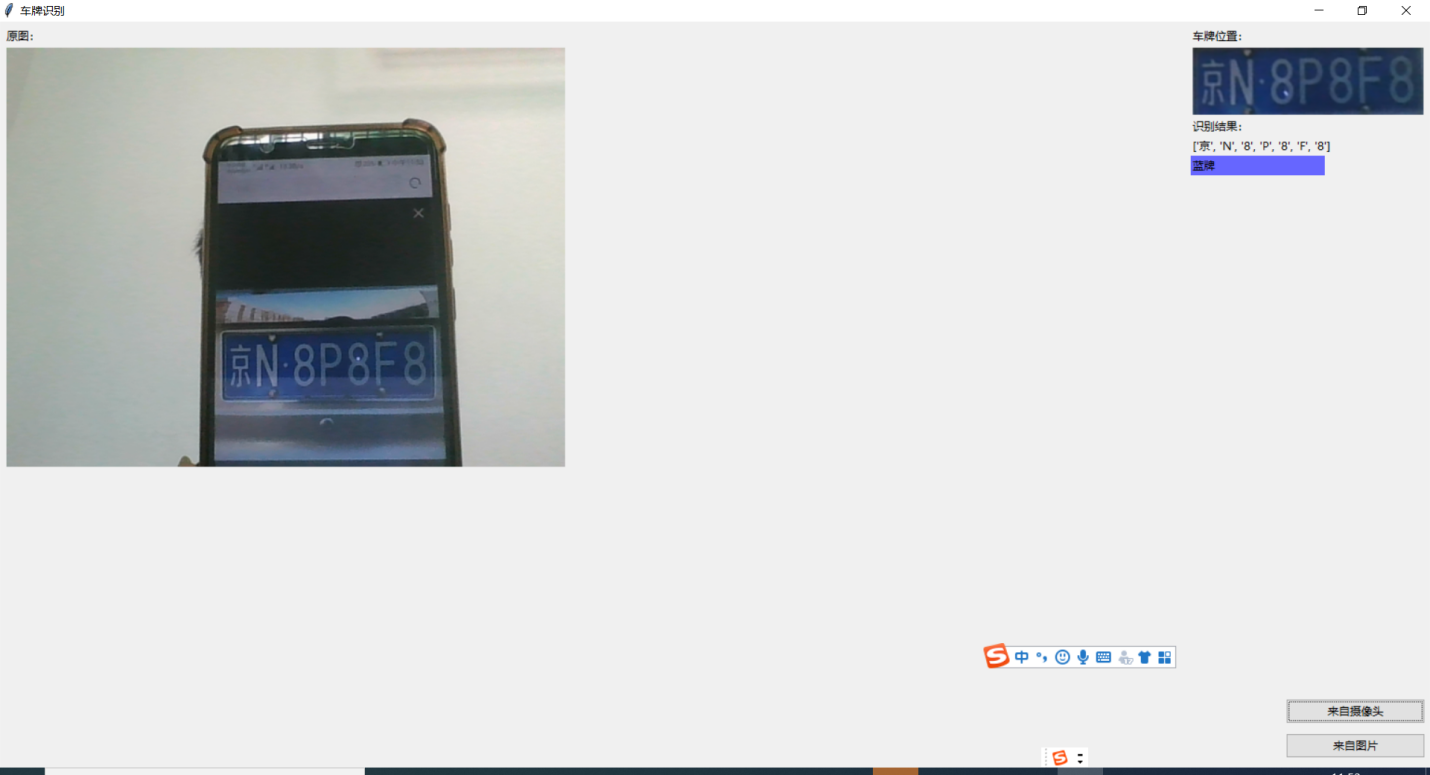 车牌识别
原图:
京N·8P8F8
车牌位置:
京N·8P8F8
识别结果:
['京', 'N', '8', 'P', '8', 'F', '8']
蓝牌
中
来自摄像头
来自图片